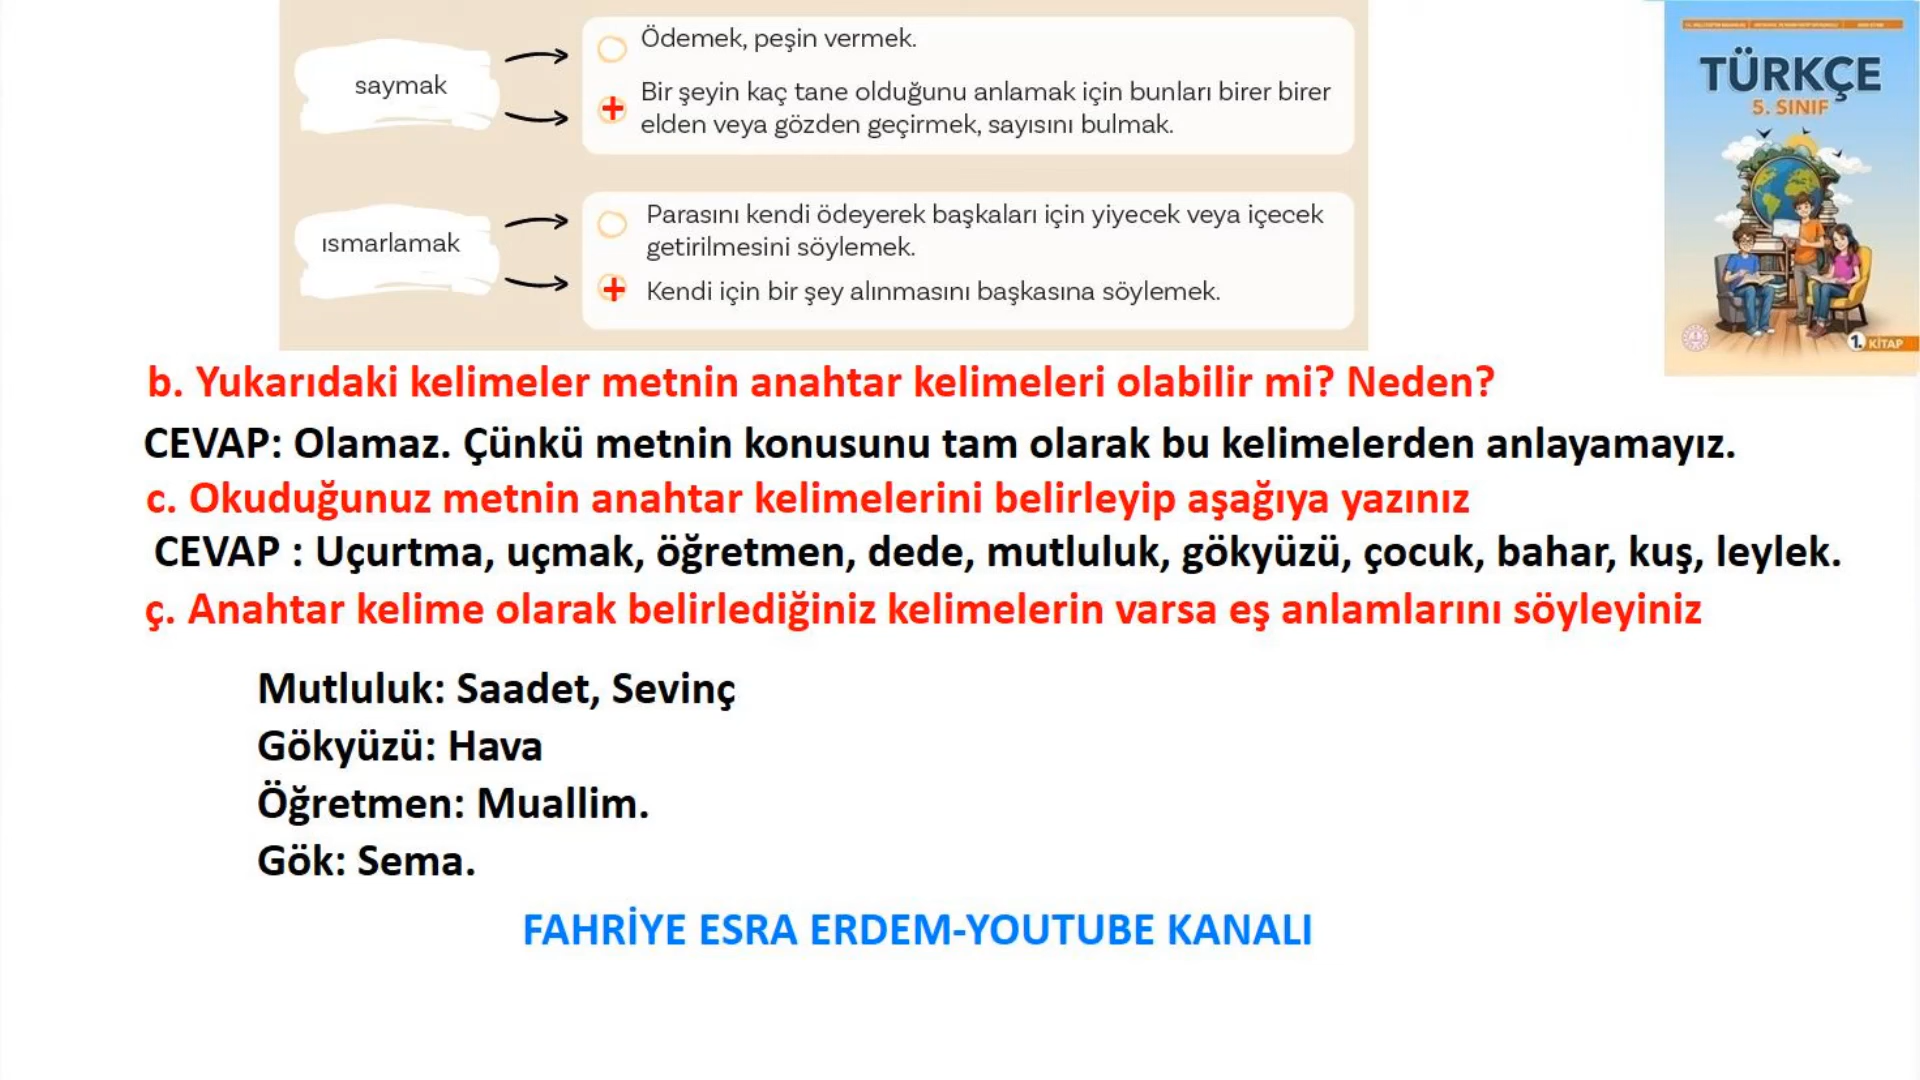 Ödemek, peşin vermek.
saymak
Bir şeyin kaç tane olduğunu anlamak için bunları birer birer
elden veya gözden geçirmek, sayısını bulmak.
Parasını kendi ödeyerek başkaları için yiyecek veya içecek
getirilmesini söylemek.
ısmarlamak
Kendi için bir şey alınmasını başkasına söylemek.
TÜRKÇE
5. SINIF
1. KİTAP
b. Yukarıdaki kelimeler metnin anahtar kelimeleri olabilir mi? Neden?
CEVAP: Olamaz. Çünkü metnin konusunu tam olarak bu kelimelerden anlayamayız.
c. Okuduğunuz metnin anahtar kelimelerini belirleyip aşağıya yazınız
CEVAP : Uçurtma, uçmak, öğretmen, dede, mutluluk, gökyüzü, çocuk, bahar, kuş, leylek.
ç. Anahtar kelime olarak belirlediğiniz kelimelerin varsa eş anlamlarını söyleyiniz
Mutluluk: Saadet, Sevinç
Gökyüzü: Hava
Öğretmen: Muallim.
Gök: Sema.
FAHRİYE ESRA ERDEM-YOUTUBE KANALI